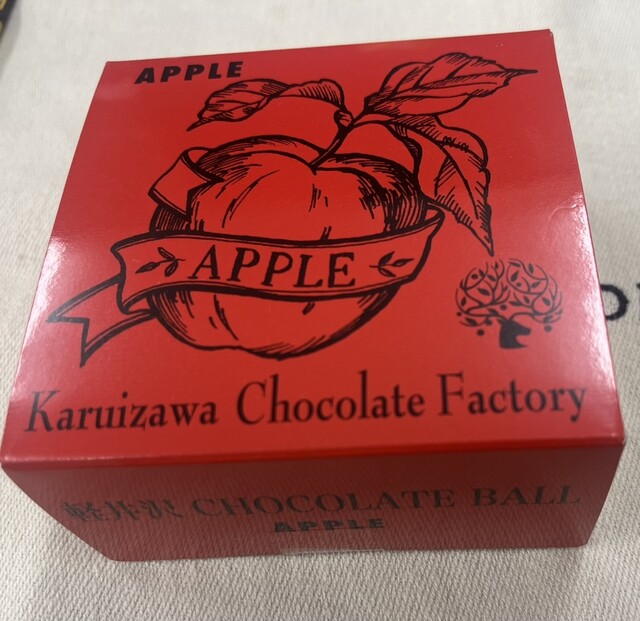 APPLE
APPLE
Karuizawa Chocolate Factory
軽井沢 CHOCOLATE BALL
APPLE